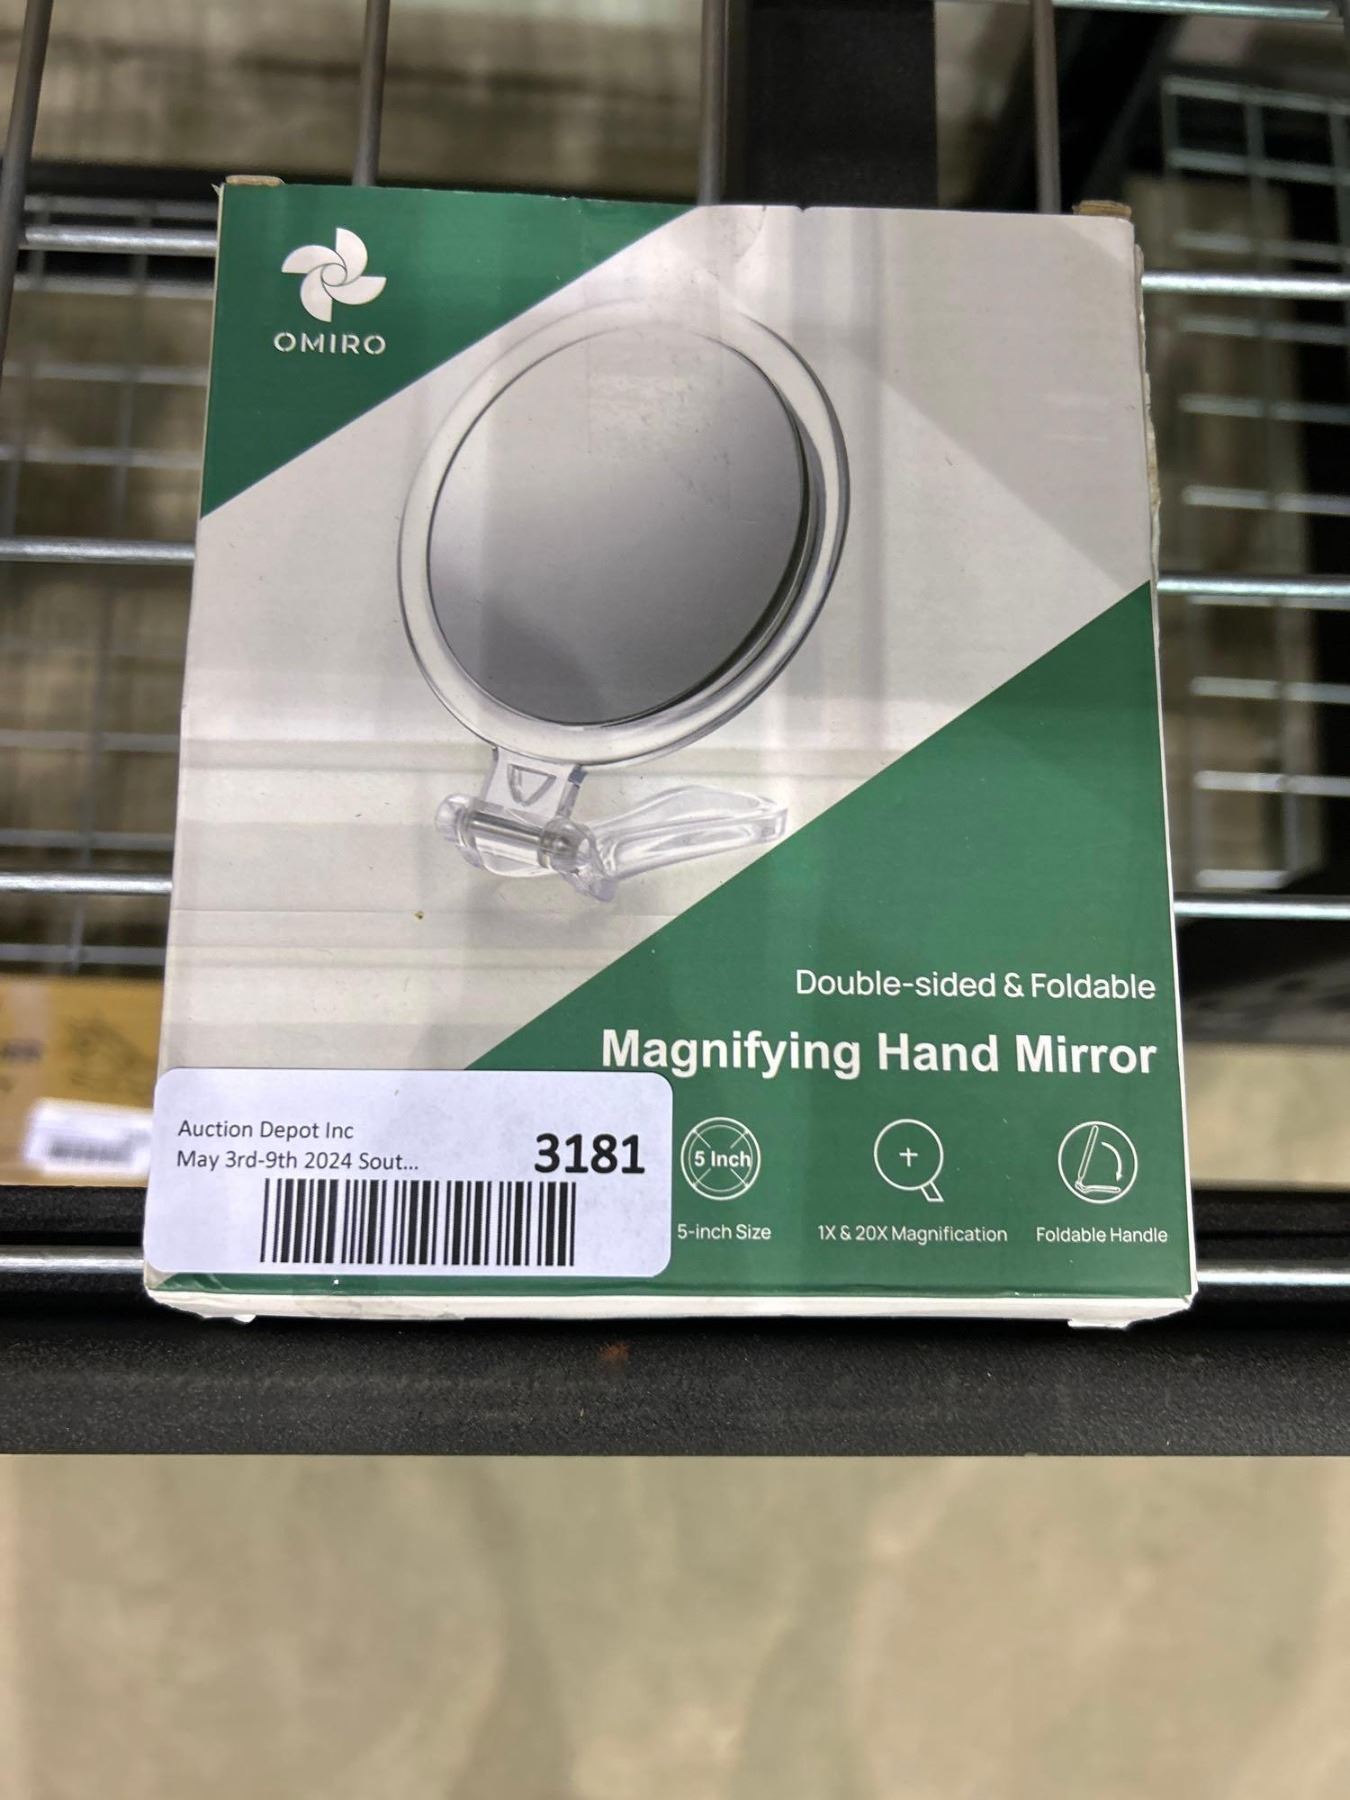 OMIRO
Double-sided & Foldable
Magnifying Hand Mirror
Auction Depot Inc
May 3rd-9th 2024 Sout...
3181
5 Inch
5-inch Size
1X & 20X Magnification
Foldable Handle